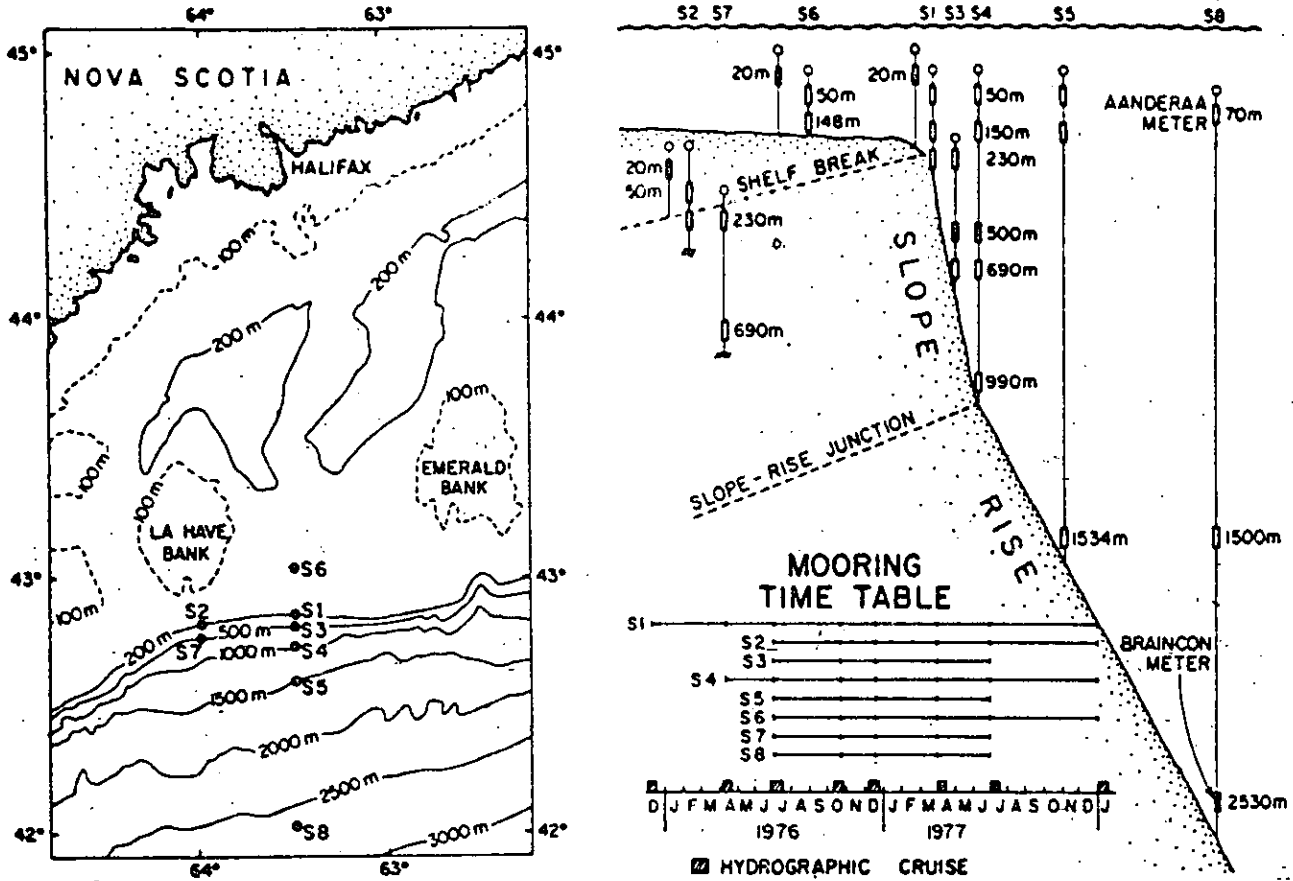 64°
63°
45°
NOVA SCOTIA
HALIFAX
100m
200m
44°
44°
200m
100m
EMERALD
BANK
100m
100m
LA HAVE
BANK
43°
43°
S6
100m
S2
S1
200m
500m
S3
S7
1000m
S4
1500m
S5
2000m
2500m
S8
3000m
42°
42°
64°
63°
S2 S7 S6 S1 S3 S4 S5 S8
45°
20m
20m
50m
50m
148m
150m
AANDERAA
METER
70m
20m
50m
SHELF BREAK
230m
230m
500m
690m
690m
SLOPE
990m
SLOPE-RISE JUNCTION
RISE
1534m
1500m
MOORING
TIME TABLE
S1
S2
S3
S4
S5
S6
S7
S8
BRAINCON
METER
2530m
D J F M A M J J A S O N D J F M A M J J A S O N D J
1976 1977
HYDROGRAPHIC CRUISE